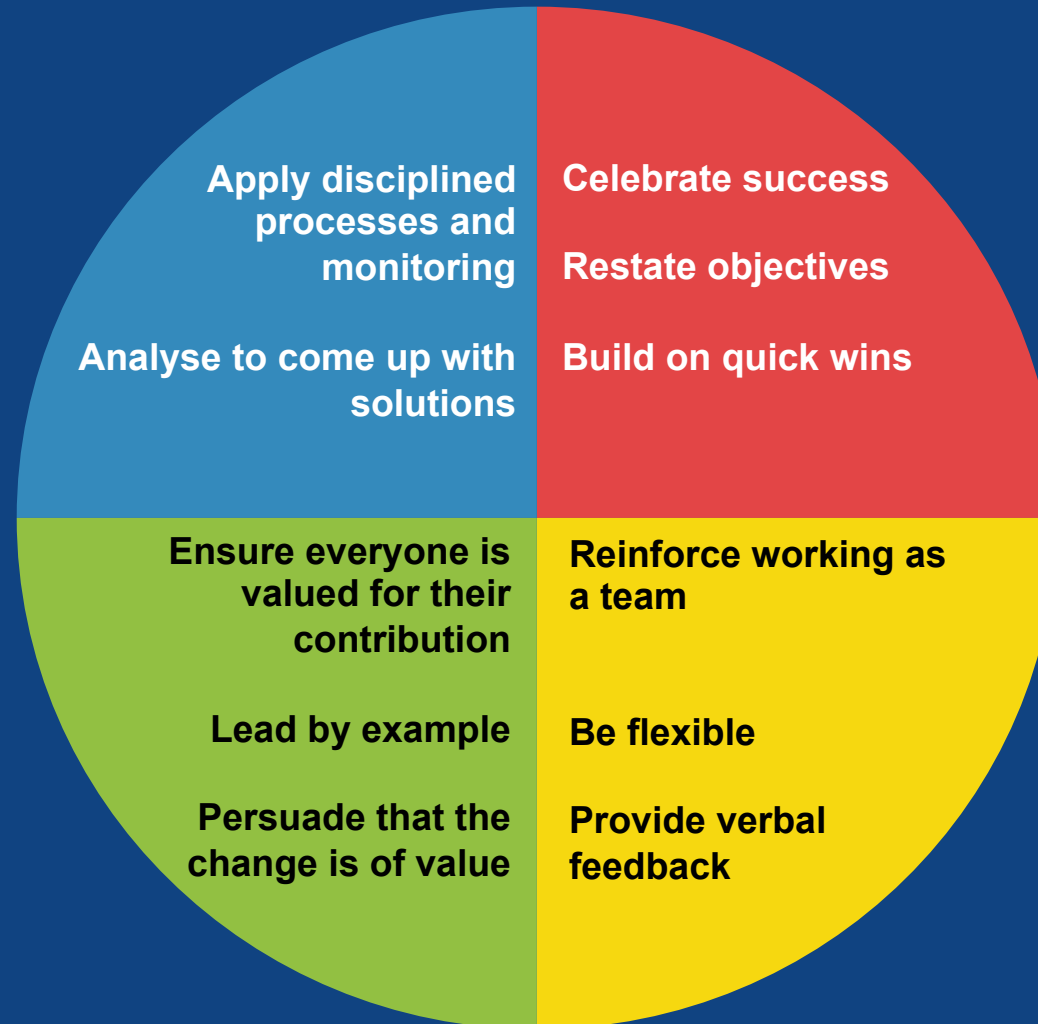 Apply disciplined
processes and
monitoring
Analyse to come up with
solutions
Celebrate success
Restate objectives
Build on quick wins
Ensure everyone is
valued for their
contribution
Lead by example
Persuade that the
change is of value
Reinforce working as
a team
Be flexible
Provide verbal
feedback